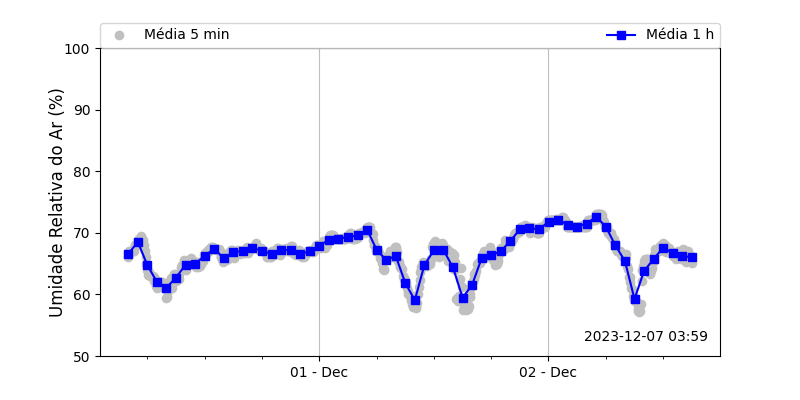 Média 5 min
Média 1 h
Umidade Relativa do Ar (%)
100
90
80
70
60
50
2023-12-07 03:59
01 - Dec
02 - Dec